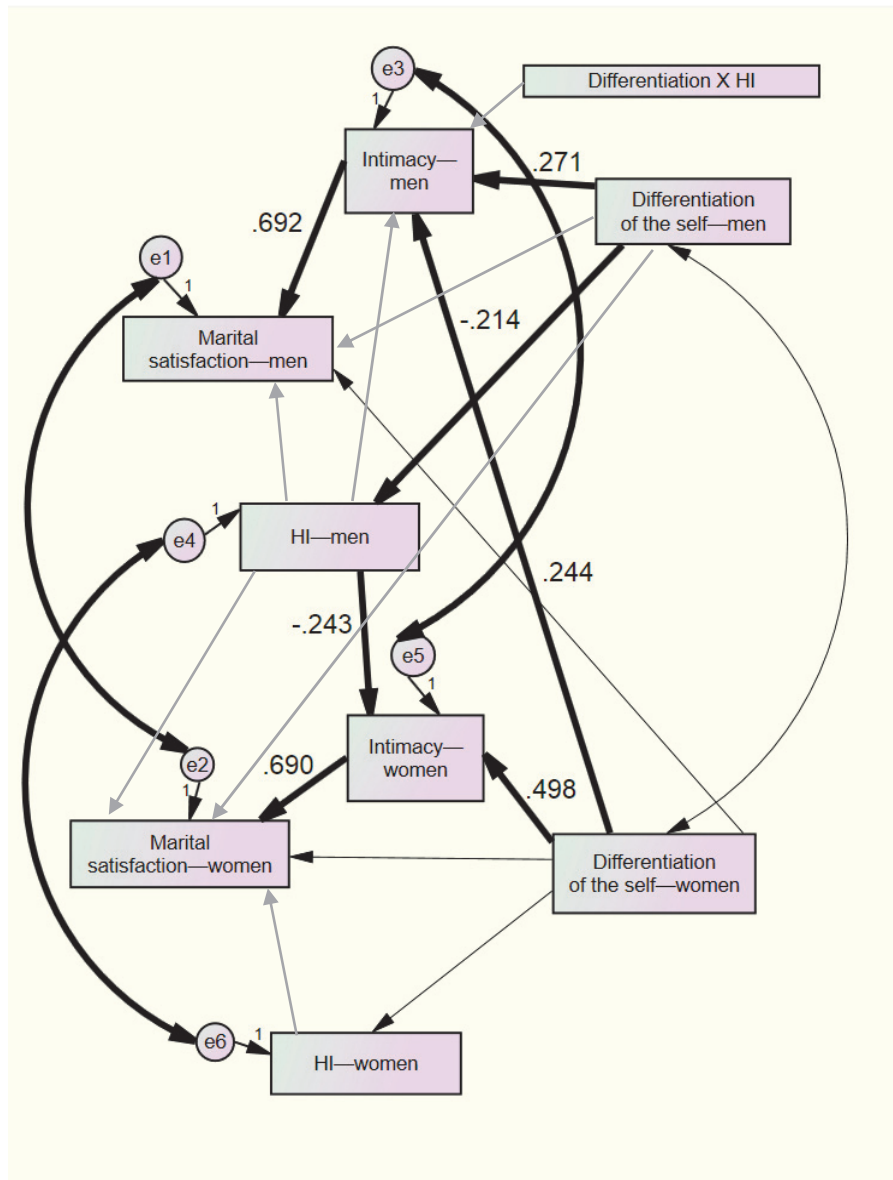 e3
Differentiation X HI
1
Intimacy—
men
.271
Differentiation
of the self—men
.692
e1
1
-.214
Marital
satisfaction—men
1
HI—men
e4
.244
-.243
e5
1
Intimacy—
women
.690
e2
1
.498
Marital
satisfaction—women
Differentiation
of the self—women
e6
1
HI—women